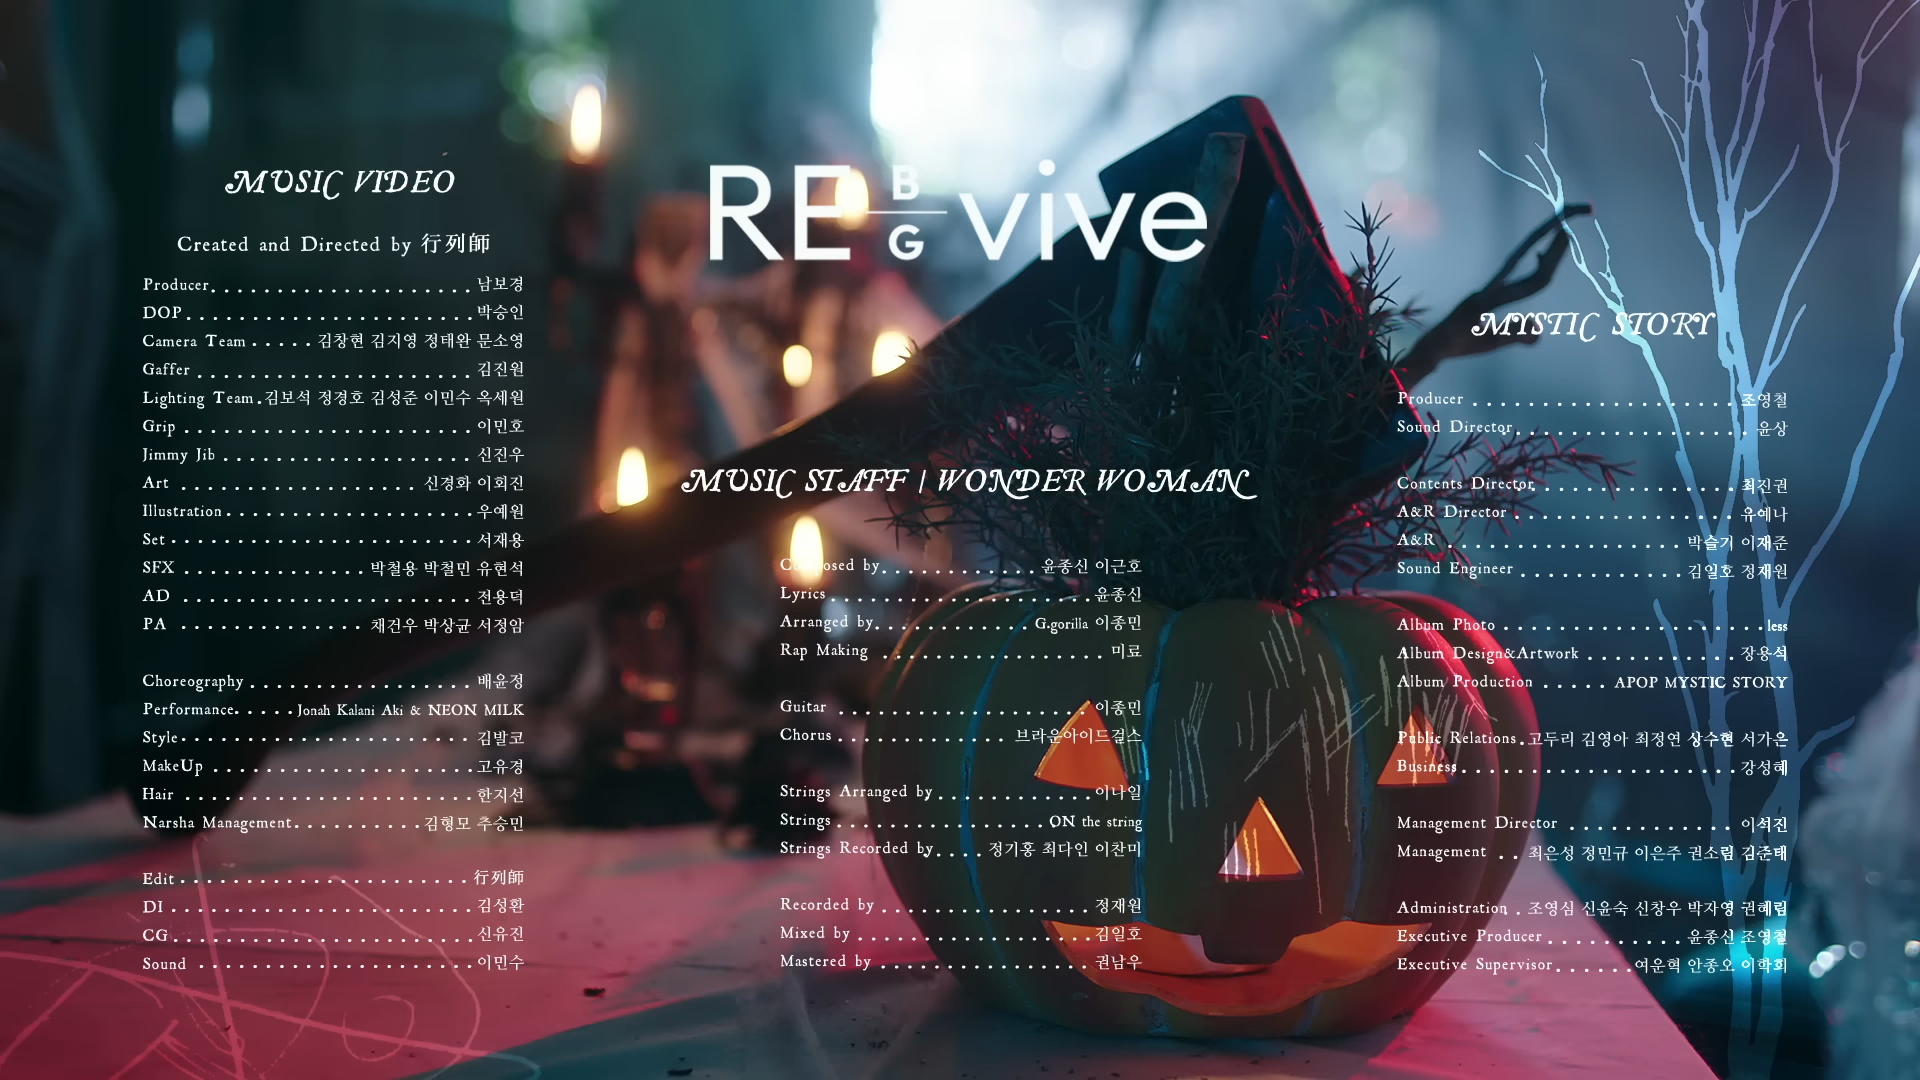 RE B/G vive
MUSIC VIDEO
Created and Directed by 行列師
Producer....................남보경
DOP......................박승인
Camera Team.....김창현 김지영 정태완 문소영
Gaffer.....................김진원
Lighting Team.김보석 정경호 김성준 이민수 옥세원
Grip......................이민호
Jimmy Jib...................신진우
Art..................신경화 이회진
Illustration...................우예원
Set.......................서재용
SFX..............박철용 박철민 유현석
AD......................전용덕
PA..............채건우 박상균 서정암
Choreography.................배윤정
Performance.....Jonah Kalani Aki & NEON MILK
Style......................김발코
MakeUp....................고유경
Hair......................한지선
Narsha Management..........김형모 추승민
Edit......................行列師
DI.......................김성환
CG.......................신유진
Sound.....................이민수
MUSIC STAFF | WONDER WOMAN
Composed by............윤종신 이근호
Lyrics....................윤종신
Arranged by............G.gorilla 이종민
Rap Making.................미료
Guitar....................이종민
Chorus.............브라운아이드걸스
Strings Arranged by............이나일
Strings................ON the string
Strings Recorded by....정기홍 최다인 이찬미
Recorded by................정재원
Mixed by..................김일호
Mastered by................권남우
MYSTIC STORY
Producer....................조영철
Sound Director.................윤상
Contents Director...............최진권
A&R Director.................유예나
A&R..................박슬기 이재준
Sound Engineer............김일호 정재원
Album Photo....................less
Album Design&Artwork...........장용석
Album Production.....APOP MYSTIC STORY
Public Relations.고두리 김영아 최정연 상수현 서가은
Business.....................강성혜
Management Director............이석진
Management..최은성 정민규 이은주 권소림 김준태
Administration..조영심 신윤숙 신창우 박자영 권혜림
Executive Producer..........윤종신 조영철
Executive Supervisor......여운혁 안종오 이학희